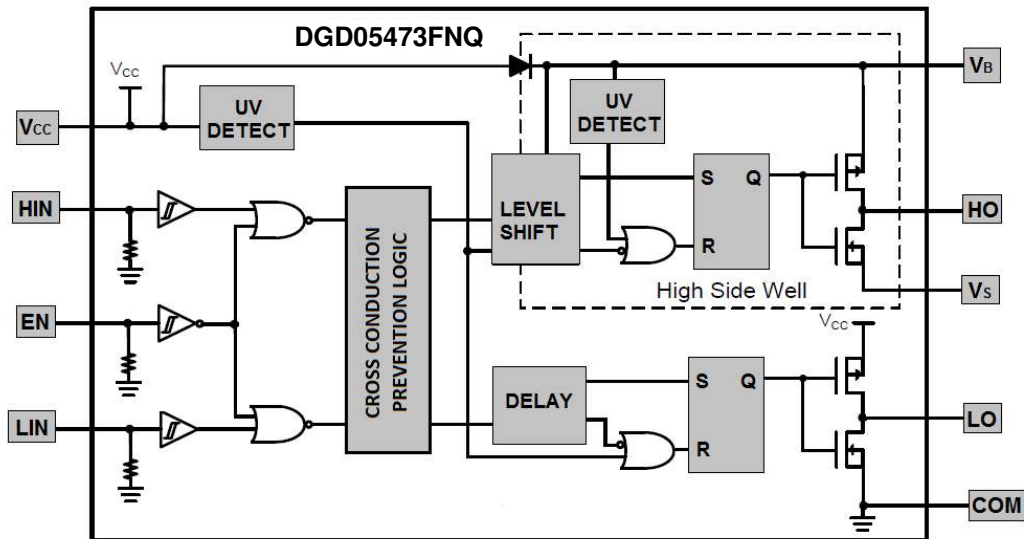 DGD05473FNQ
VCC
VCC
UV
DETECT
VB
UV
DETECT
HIN
LEVEL
SHIFT
S
Q
R
HO
High Side Well
VS
EN
CROSS CONDUCTION
PREVENTION LOGIC
VCC
LIN
DELAY
S
Q
R
LO
COM